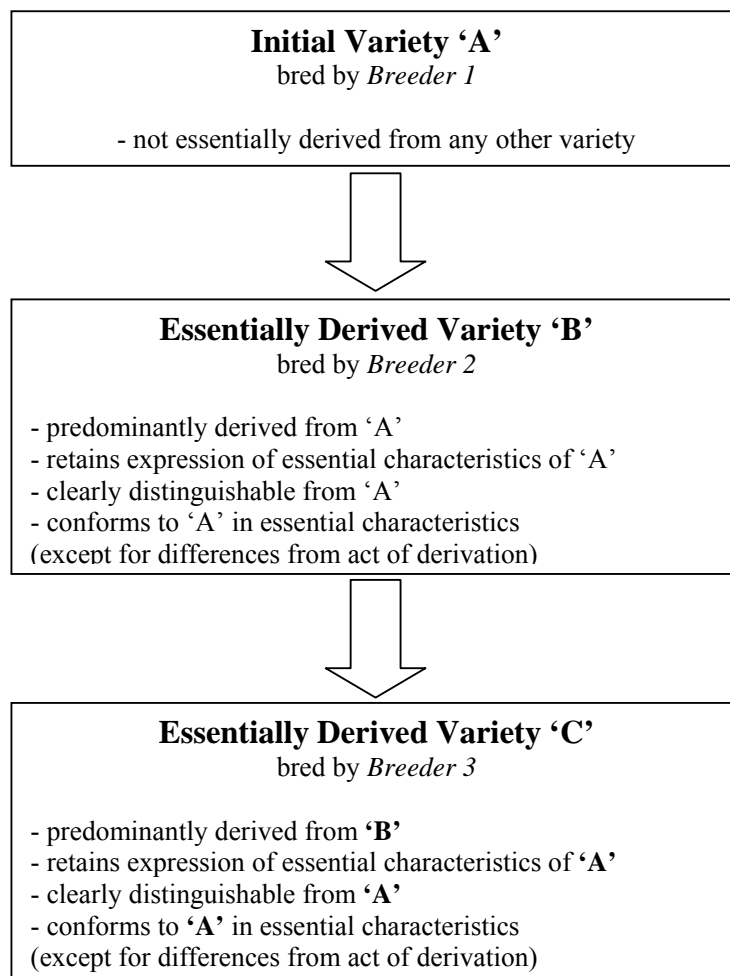 Initial Variety ‘A’
bred by Breeder 1
- not essentially derived from any other variety
Essentially Derived Variety ‘B’
bred by Breeder 2
- predominantly derived from ‘A’
- retains expression of essential characteristics of ‘A’
- clearly distinguishable from ‘A’
- conforms to ‘A’ in essential characteristics
(except for differences from act of derivation)
Essentially Derived Variety ‘C’
bred by Breeder 3
- predominantly derived from ‘B’
- retains expression of essential characteristics of ‘A’
- clearly distinguishable from ‘A’
- conforms to ‘A’ in essential characteristics
(except for differences from act of derivation)